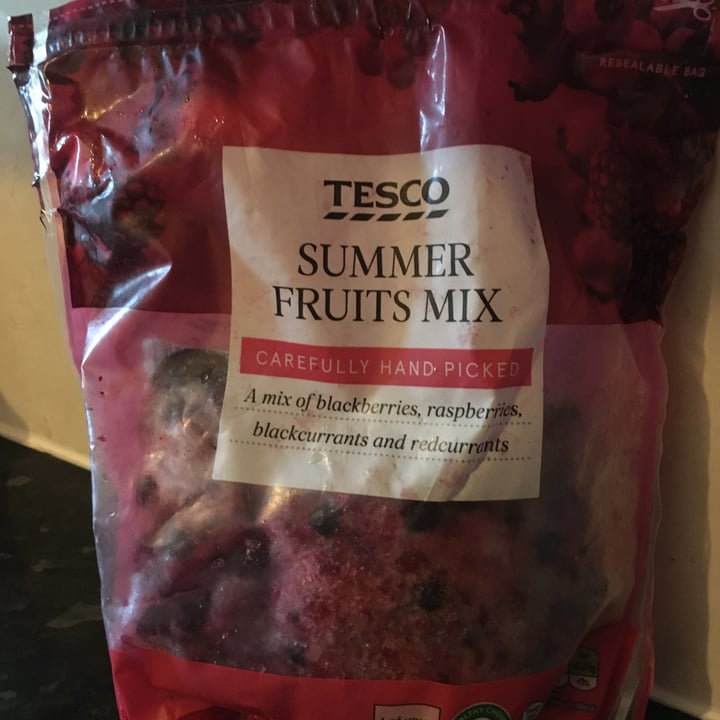 RESEALABLE BAG
TESCO
SUMMER
FRUITS MIX
CAREFULLY HAND-PICKED
A mix of blackberries, raspberries,
blackcurrants and redcurrants